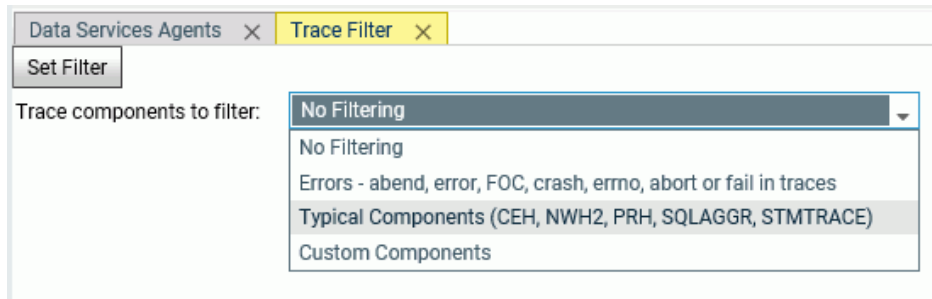 Data Services Agents
Trace Filter
Set Filter
Trace components to filter: No Filtering
No Filtering
Errors - abend, error, FOC, crash, errno, abort or fail in traces
Typical Components (CEH, NWH2, PRH, SQLAGGR, STMTRACE)
Custom Components